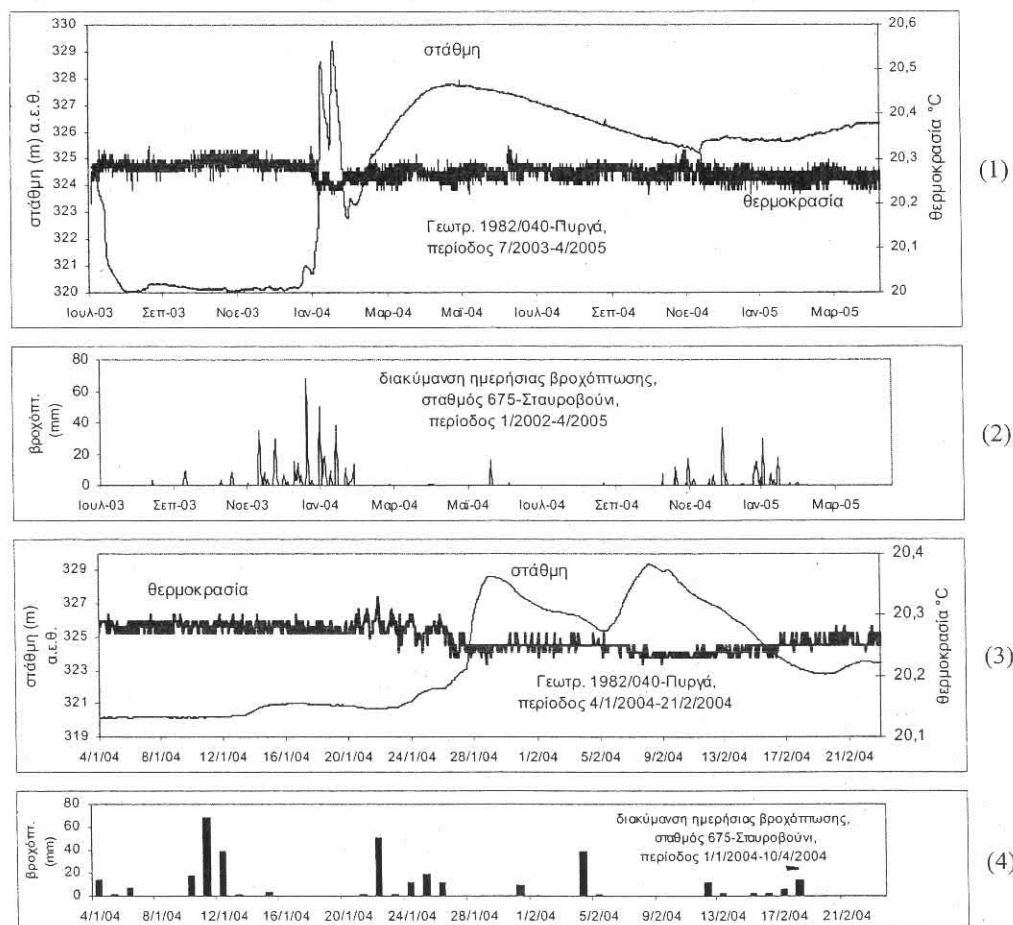 330
329
328
327
326
325
324
323
322
321
320
στάθμη (m) α.ε.θ.
στάθμη
θερμοκρασία
Γεωτρ. 1982/040-Πυργά,
περίοδος 7/2003-4/2005
20,6
20,5
20,4
20,3
20,2
20,1
20
θερμοκρασία °C
Ιουλ-03 Σεπ-03 Νοε-03 Ιαν-04 Μαρ-04 Μαϊ-04 Ιουλ-04 Σεπ-04 Νοε-04 Ιαν-05 Μαρ-05
(1)
80
60
40
20
0
βροχόπτ.
(mm)
διακύμανση ημερήσιας βροχόπτωσης,
σταθμός 675-Σταυροβούνι,
περίοδος 1/2002-4/2005
Ιουλ-03 Σεπ-03 Νοε-03 Ιαν-04 Μαρ-04 Μαϊ-04 Ιουλ-04 Σεπ-04 Νοε-04 Ιαν-05 Μαρ-05
(2)
329
327
325
323
321
319
στάθμη (m)
α.ε.θ.
θερμοκρασία
στάθμη
Γεωτρ. 1982/040-Πυργά,
περίοδος 4/1/2004-21/2/2004
20,4
20,3
20,2
20,1
θερμοκρασία °C
4/1/04 8/1/04 12/1/04 16/1/04 20/1/04 24/1/04 28/1/04 1/2/04 5/2/04 9/2/04 13/2/04 17/2/04 21/2/04
(3)
80
60
40
20
0
βροχόπτ.
(mm)
διακύμανση ημερήσιας βροχόπτωσης,
σταθμός 675-Σταυροβούνι,
περίοδος 1/1/2004-10/4/2004
4/1/04 8/1/04 12/1/04 16/1/04 20/1/04 24/1/04 28/1/04 1/2/04 5/2/04 9/2/04 13/2/04 17/2/04 21/2/04
(4)